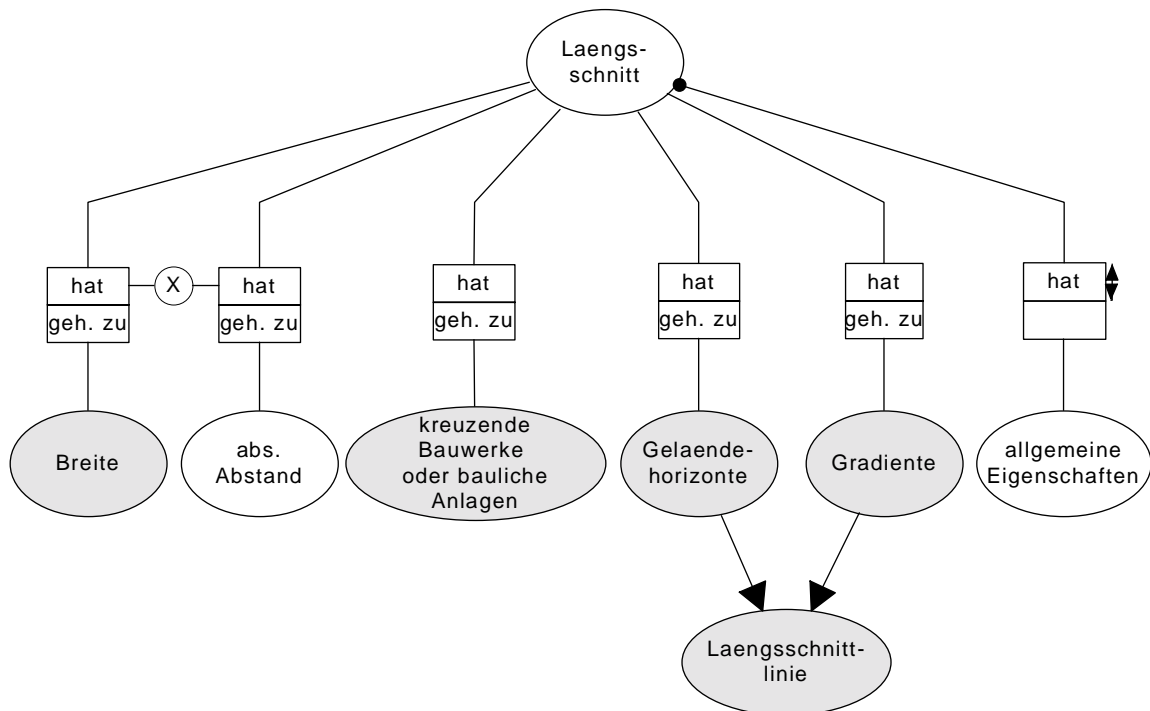 Laengs-
schnitt
hat
X
hat
hat
hat
hat
hat
geh. zu
geh. zu
geh. zu
geh. zu
geh. zu
Breite
abs.
Abstand
kreuzende
Bauwerke
oder bauliche
Anlagen
Gelaende-
horizonte
Gradiente
allgemeine
Eigenschaften
Laengsschnitt-
linie